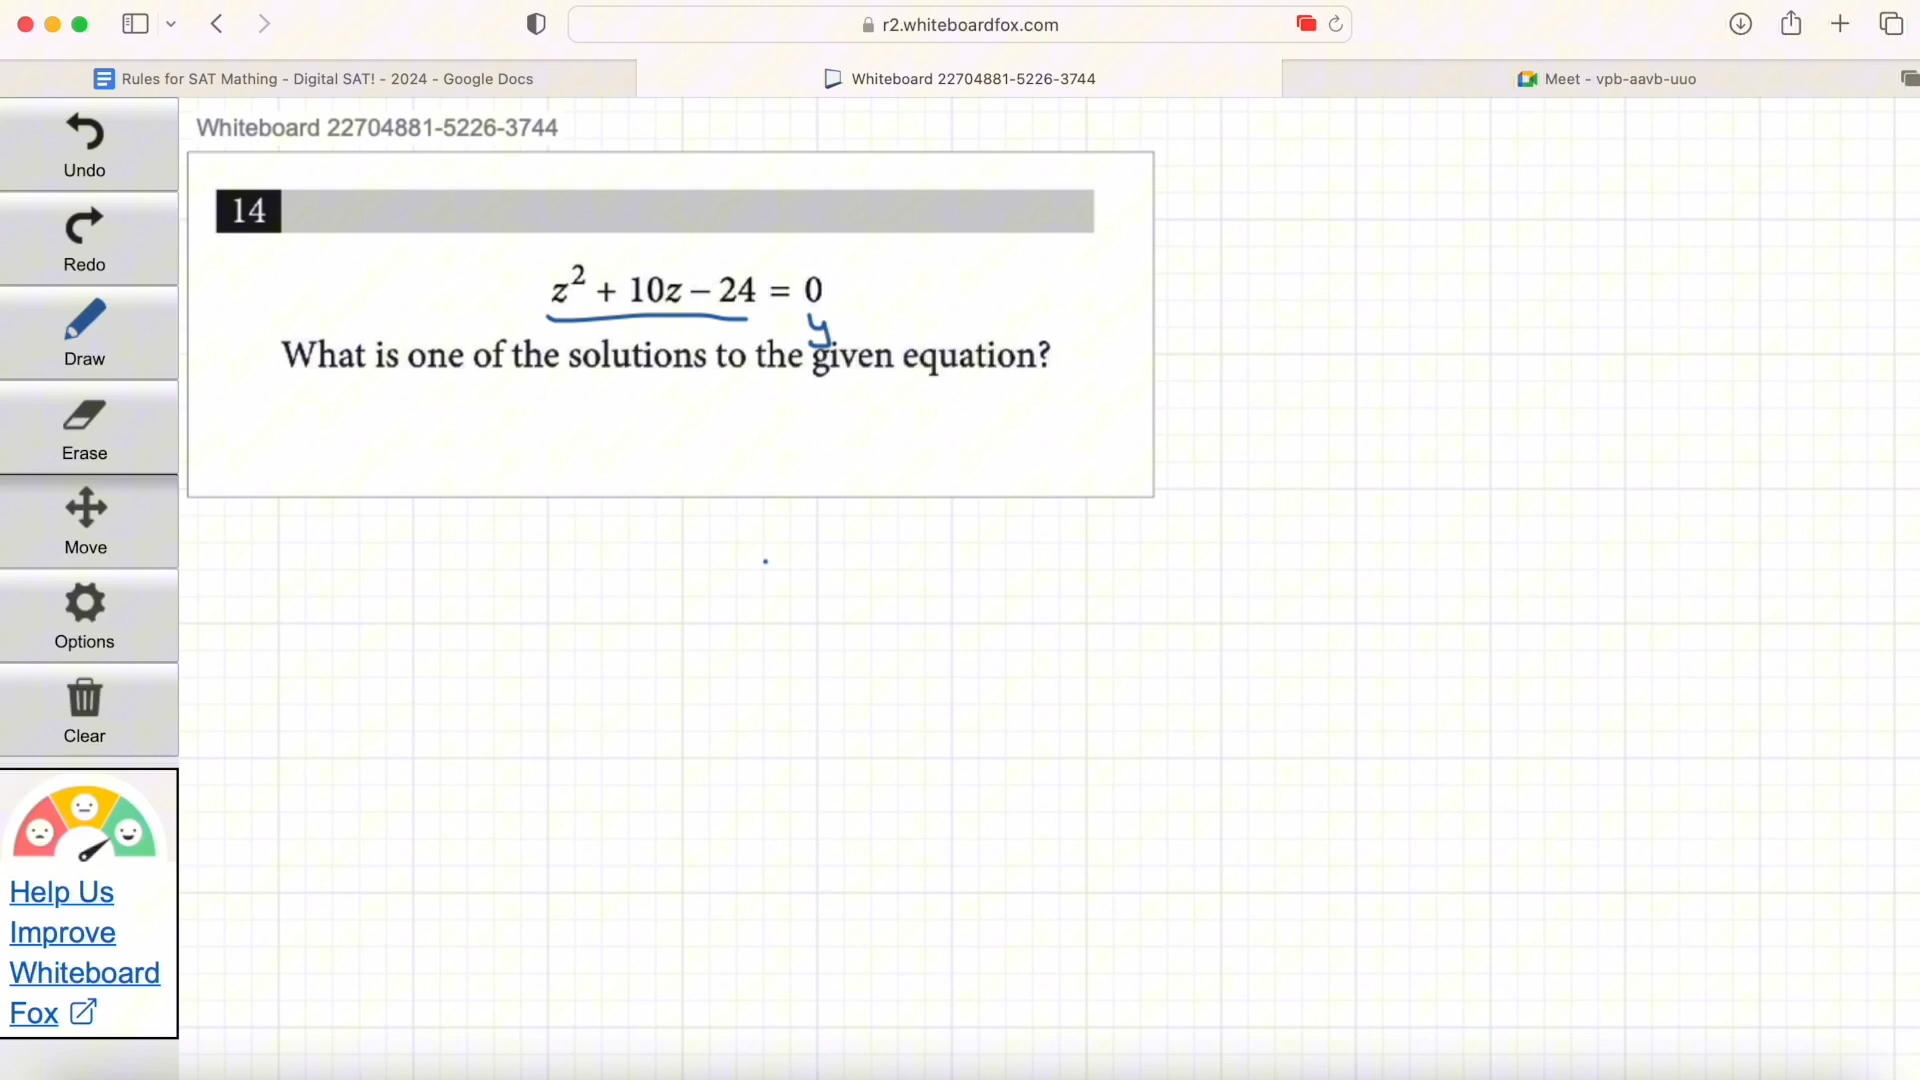 r2.whiteboardfox.com
Rules for SAT Mathing - Digital SAT! - 2024 - Google Docs
Whiteboard 22704881-5226-3744
Meet - vpb-aavb-uuo
Undo
Redo
Draw
Erase
Move
Options
Clear
Help Us
Improve
Whiteboard
Fox
Whiteboard 22704881-5226-3744
14
z² + 10z – 24 = 0
y
What is one of the solutions to the given equation?